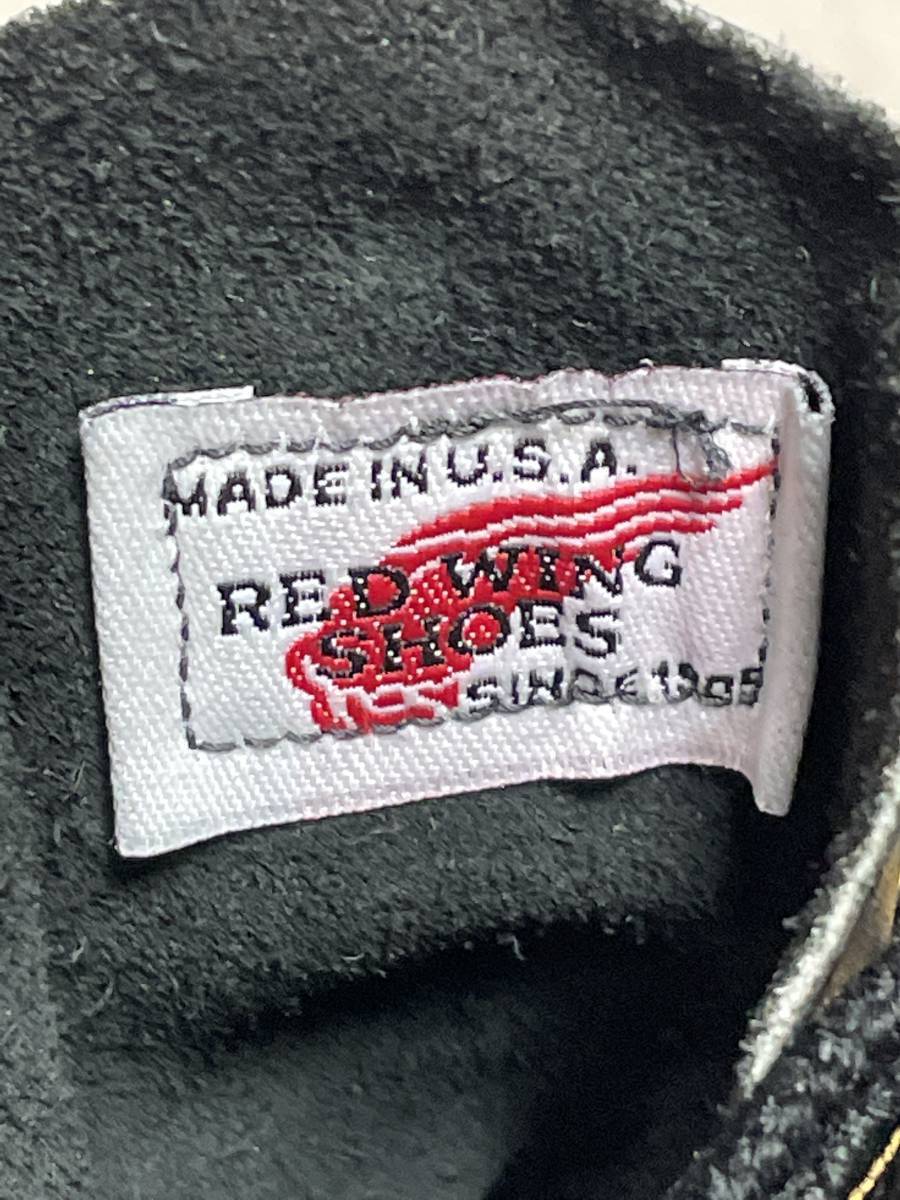 MADE IN U.S.A.
RED WING
SHOES
SINCE 1905